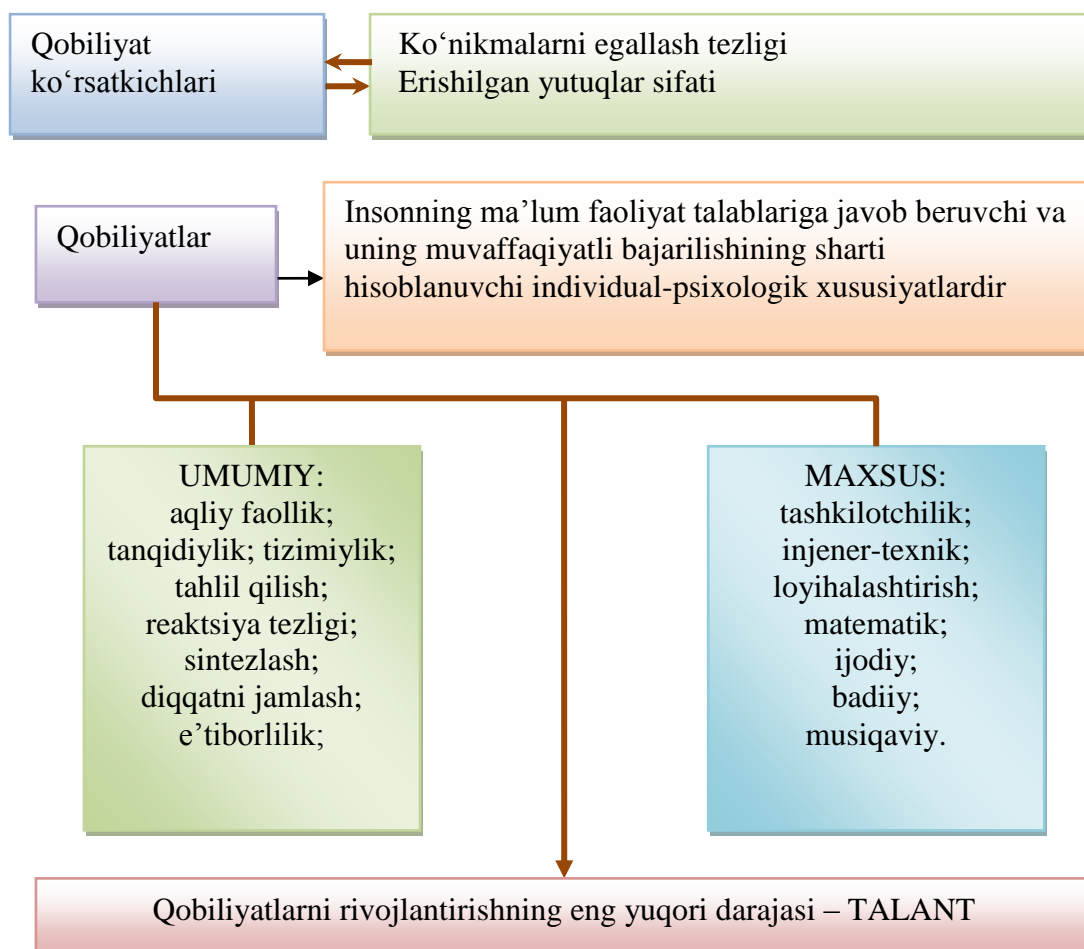 Qobiliyat
ko‘rsatkichlari
Ko‘nikmalarni egallash tezligi
Erishilgan yutuqlar sifati
Qobiliyatlar
Insonning ma’lum faoliyat talablariga javob beruvchi va
uning muvaffaqiyatli bajarilishining sharti
hisoblanuvchi individual-psixologik xususiyatlardir
UMUMIY:
aqliy faollik;
tanqidiylik; tizimiylik;
tahlil qilish;
reaktsiya tezligi;
sintezlash;
diqqatni jamlash;
e’tiborlilik;
MAXSUS:
tashkilotchilik;
injener-texnik;
loyihalashtirish;
matematik;
ijodiy;
badiiy;
musiqaviy.
Qobiliyatlarni rivojlantirishning eng yuqori darajasi – TALANT